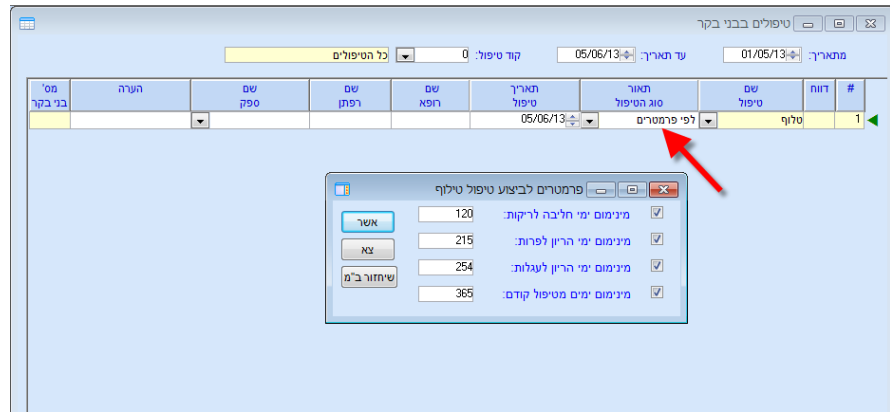 טיפולים בבני בקר
מתאריך: 01/05/13 עד תאריך: 05/06/13 קוד טיפול: 0 כל הטיפולים
# דווח שם טיפול תאור סוג הטיפול תאריך טיפול שם רופא שם רפתן שם ספק הערה מס' בני בקר
1 טלוף לפי פרמטרים 05/06/13
פרמטרים לביצוע טיפול טילוף
מינימום ימי חליבה לריקות: 120 אשר
מינימום ימי הריון לפרות: 215 צא
מינימום ימי הריון לעגלות: 254 שיחזור ב"מ
מינימום ימים מטיפול קודם: 365